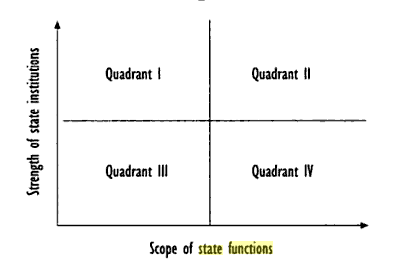 Strength of state institutions
Quadrant I
Quadrant II
Quadrant III
Quadrant IV
Scope of state functions